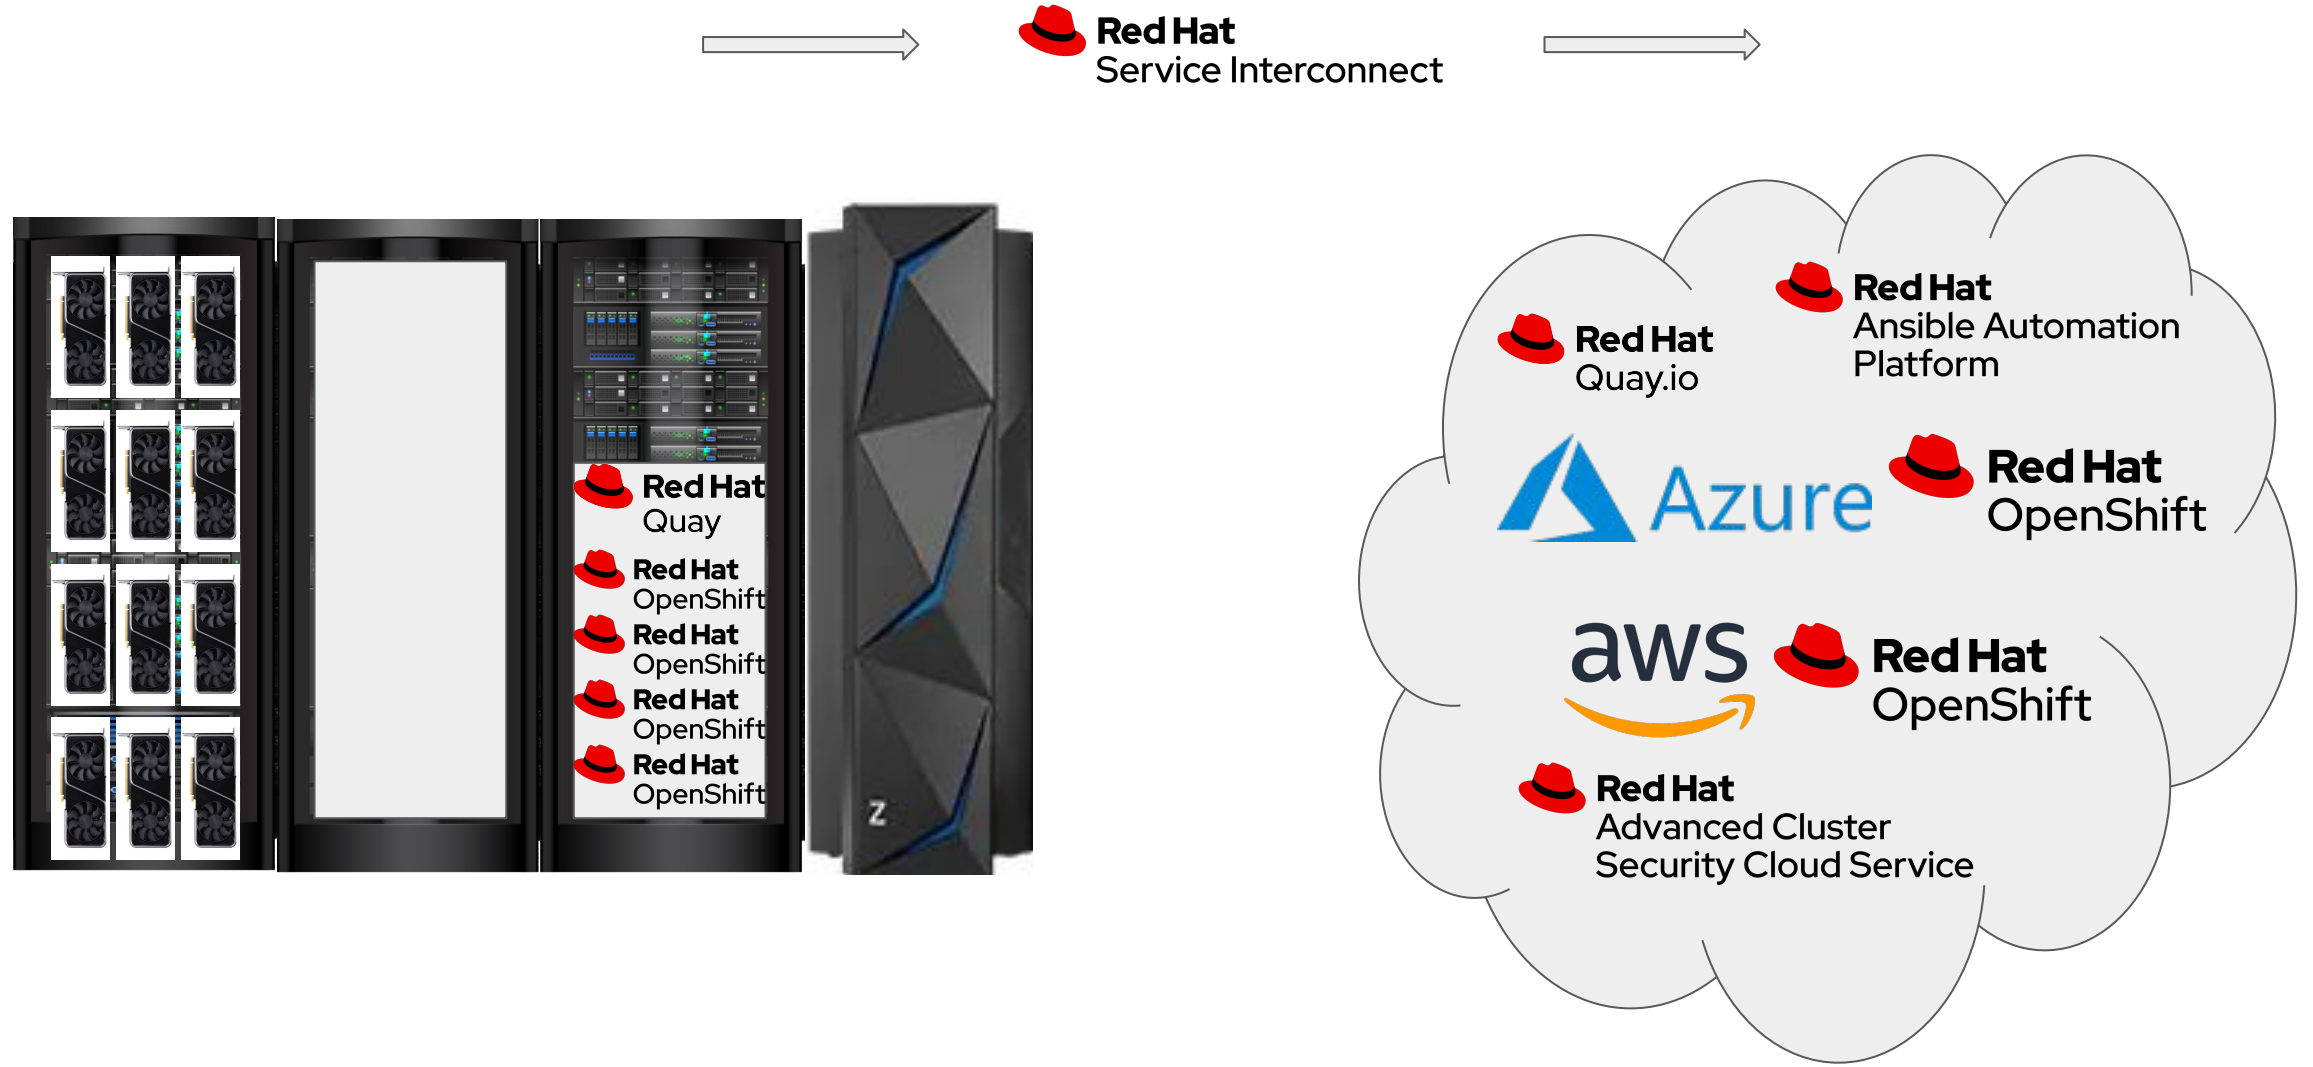 Red Hat
Service Interconnect
Red Hat
Quay
Red Hat
OpenShift
Red Hat
OpenShift
Red Hat
OpenShift
Red Hat
OpenShift
Z
Red Hat
Ansible Automation
Platform
Red Hat
Quay.io
Azure
Red Hat
OpenShift
aws
Red Hat
OpenShift
Red Hat
Advanced Cluster
Security Cloud Service